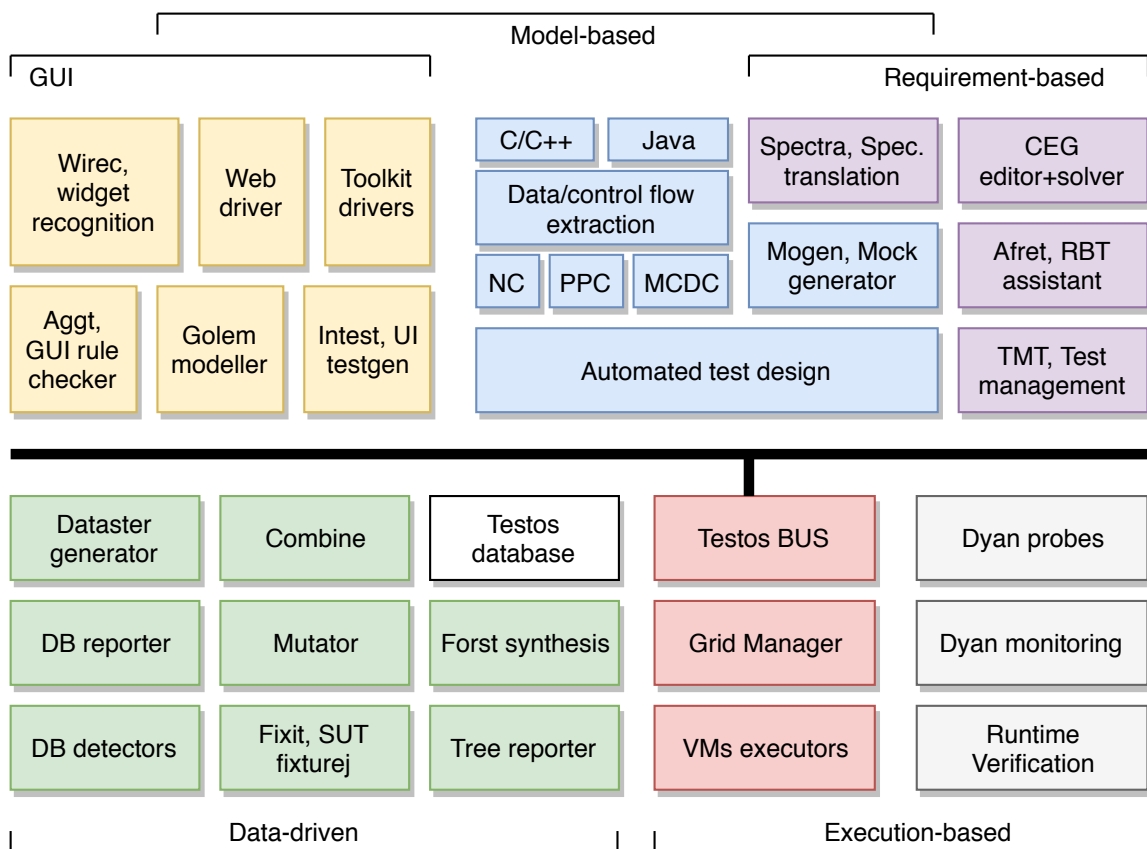 Model-based
GUI
Requirement-based
Wirec,
widget
recognition
Web
driver
Toolkit
drivers
C/C++
Java
Data/control flow
extraction
NC
PPC
MCDC
Spectra, Spec.
translation
CEG
editor+solver
Mogen, Mock
generator
Afret, RBT
assistant
Aggt,
GUI rule
checker
Golem
modeller
Intest, UI
testgen
Automated test design
TMT, Test
management
Dataster
generator
Combine
Testos
database
Testos BUS
Dyan probes
DB reporter
Mutator
Forst synthesis
Grid Manager
Dyan monitoring
DB detectors
Fixit, SUT
fixturej
Tree reporter
VMs executors
Runtime
Verification
Data-driven
Execution-based